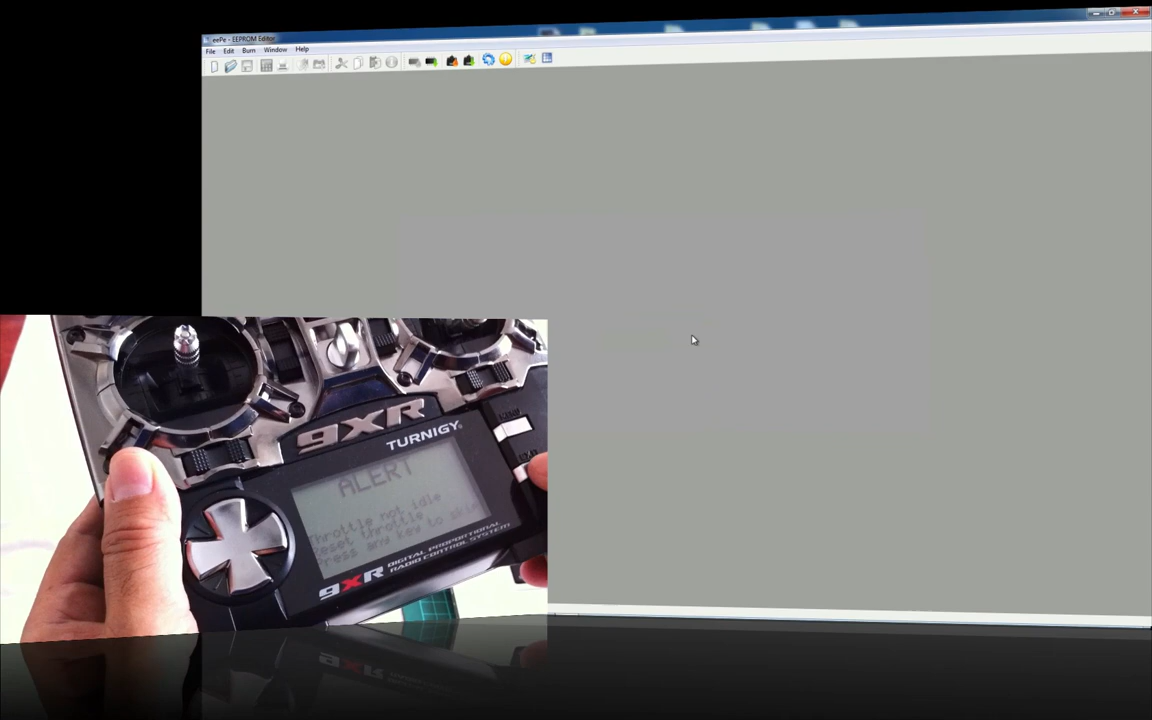 eePe - EEPROM Editor
File Edit Burn Window Help
9XR
TURNIGY
ALERT
Throttle not idle
Reset throttle
Press any key to skip
9XR DIGITAL PROPORTIONAL
RADIO CONTROL SYSTEM